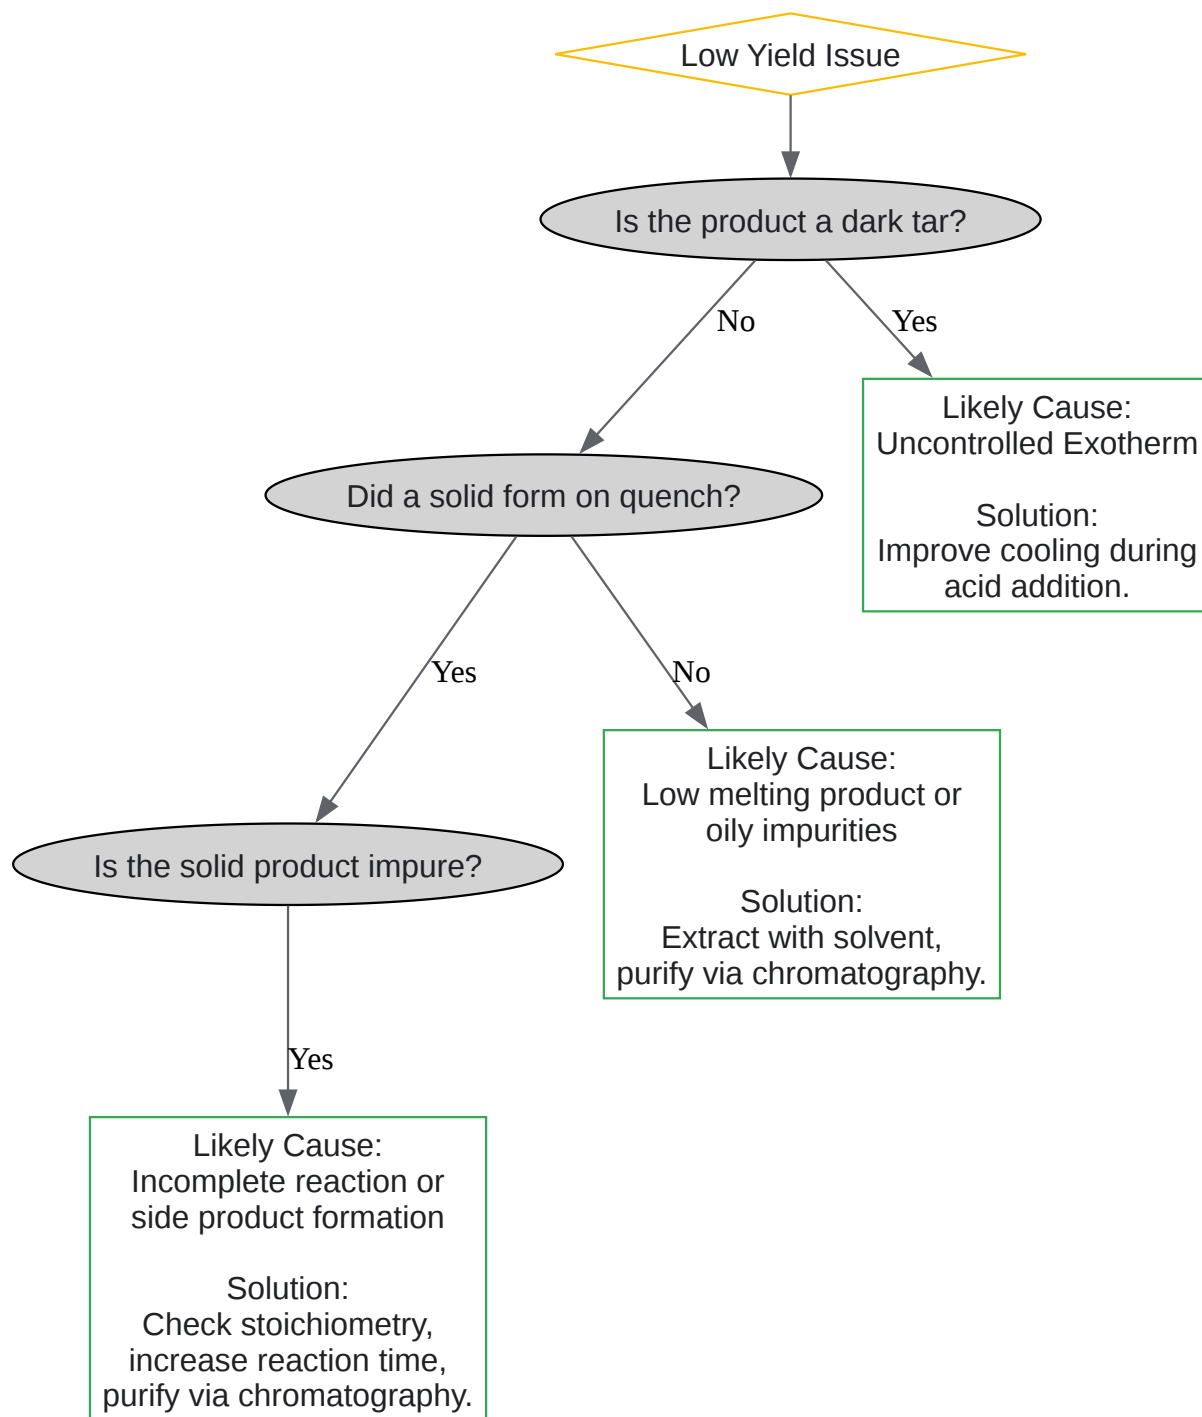 Low Yield Issue
Is the product a dark tar?
No
Yes
Likely Cause:
Uncontrolled Exotherm
Solution:
Improve cooling during
acid addition.
Did a solid form on quench?
Yes
No
Likely Cause:
Low melting product or
oily impurities
Solution:
Extract with solvent,
purify via chromatography.
Is the solid product impure?
Yes
Likely Cause:
Incomplete reaction or
side product formation
Solution:
Check stoichiometry,
increase reaction time,
purify via chromatography.